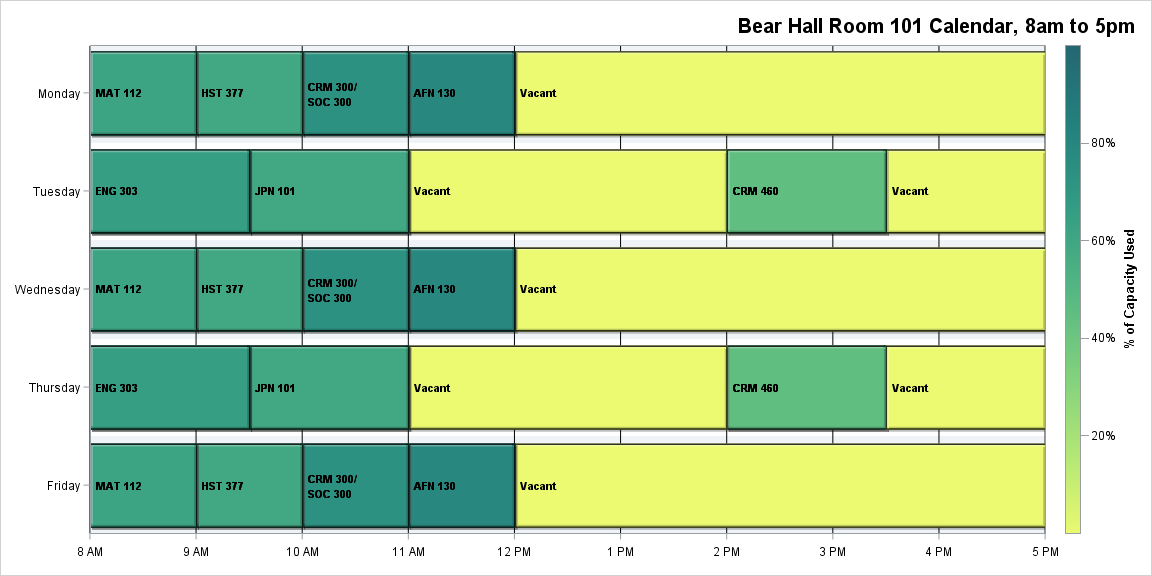 Bear Hall Room 101 Calendar, 8am to 5pm
Monday
MAT 112
HST 377
CRM 300/
SOC 300
AFN 130
Vacant
Tuesday
ENG 303
JPN 101
Vacant
CRM 460
Vacant
Wednesday
MAT 112
HST 377
CRM 300/
SOC 300
AFN 130
Vacant
Thursday
ENG 303
JPN 101
Vacant
CRM 460
Vacant
Friday
MAT 112
HST 377
CRM 300/
SOC 300
AFN 130
Vacant
8 AM
9 AM
10 AM
11 AM
12 PM
1 PM
2 PM
3 PM
4 PM
5 PM
80%
60%
40%
20%
% of Capacity Used